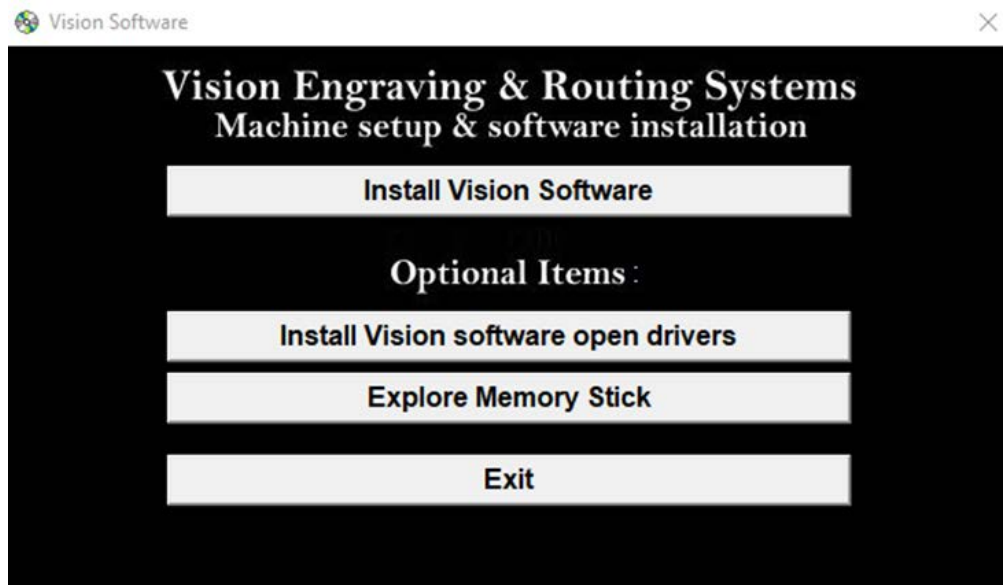 Vision Software
Vision Engraving & Routing Systems
Machine setup & software installation
Install Vision Software
Optional Items:
Install Vision software open drivers
Explore Memory Stick
Exit